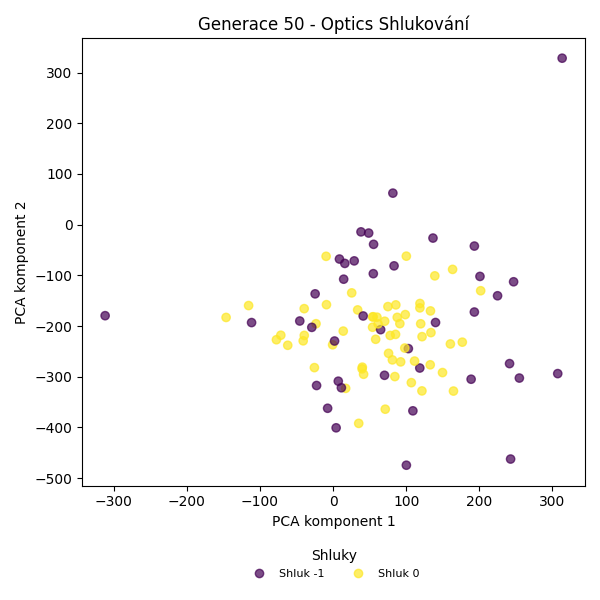 Generace 50 - Optics Shlukování
300
200
100
0
−100
−200
−300
−400
−500
PCA komponent 2
−300 −200 −100 0 100 200 300
PCA komponent 1
Shluky
Shluk -1 Shluk 0